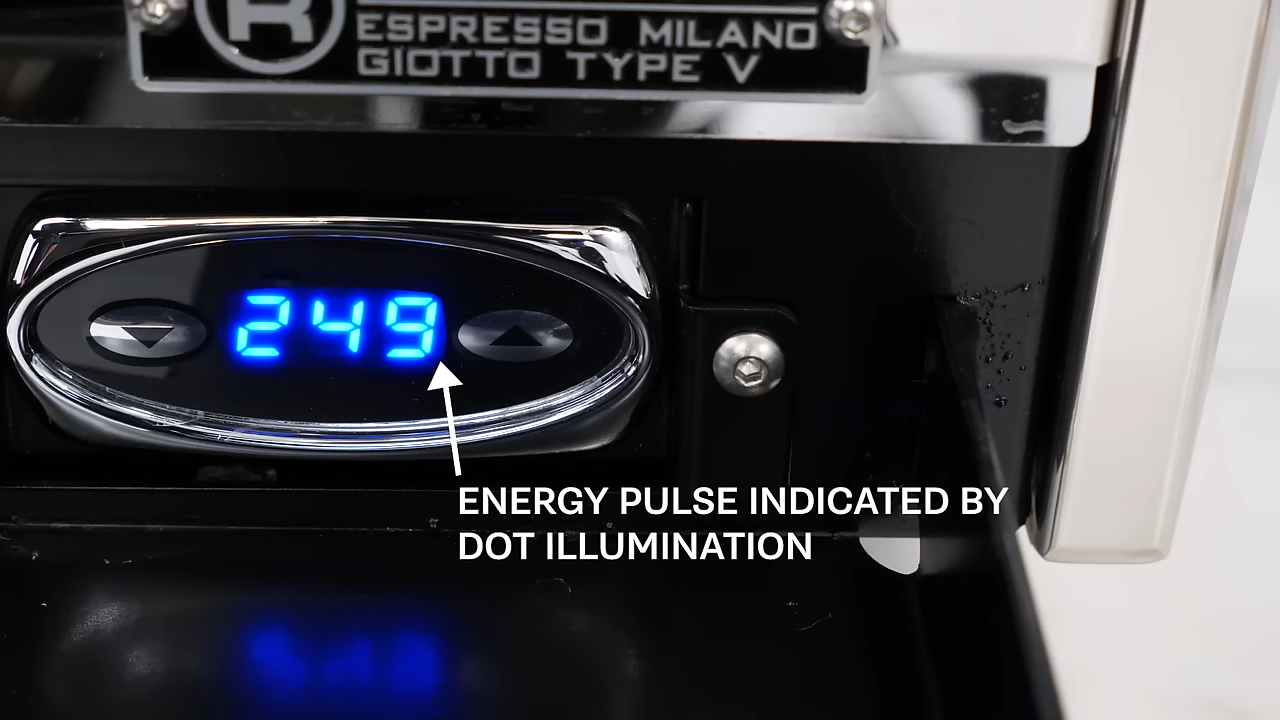 R
ESPRESSO MILANO
GIOTTO TYPE V
249
ENERGY PULSE INDICATED BY
DOT ILLUMINATION